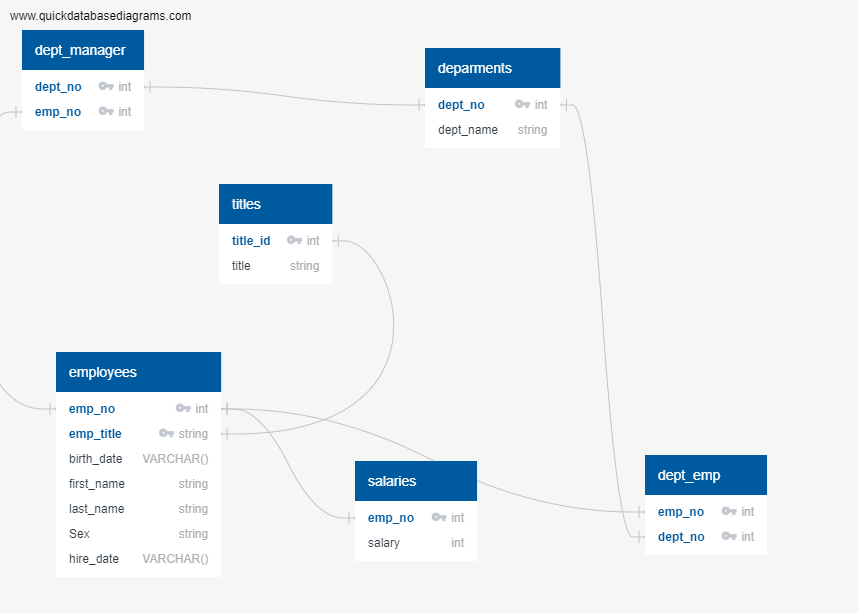 www.quickdatabasediagrams.com
dept_manager
dept_no int
emp_no int
deparments
dept_no int
dept_name string
titles
title_id int
title string
employees
emp_no int
emp_title string
birth_date VARCHAR()
first_name string
last_name string
Sex string
hire_date VARCHAR()
salaries
emp_no int
salary int
dept_emp
emp_no int
dept_no int